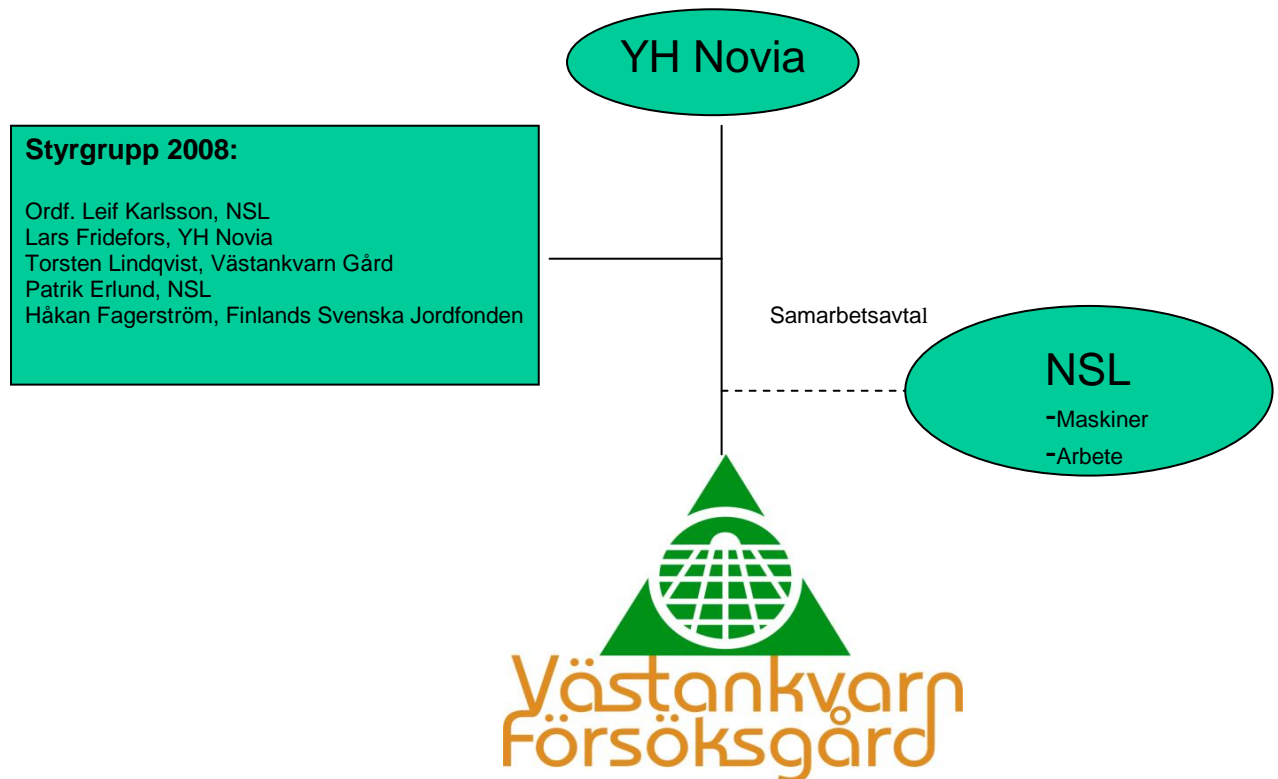 YH Novia
Styrgrupp 2008:
Ordf. Leif Karlsson, NSL
Lars Fridefors, YH Novia
Torsten Lindqvist, Västankvarn Gård
Patrik Erlund, NSL
Håkan Fagerström, Finlands Svenska Jordfonden
Samarbetsavtal
NSL
-Maskiner
-Arbete
Västankvarn
Försöksgård